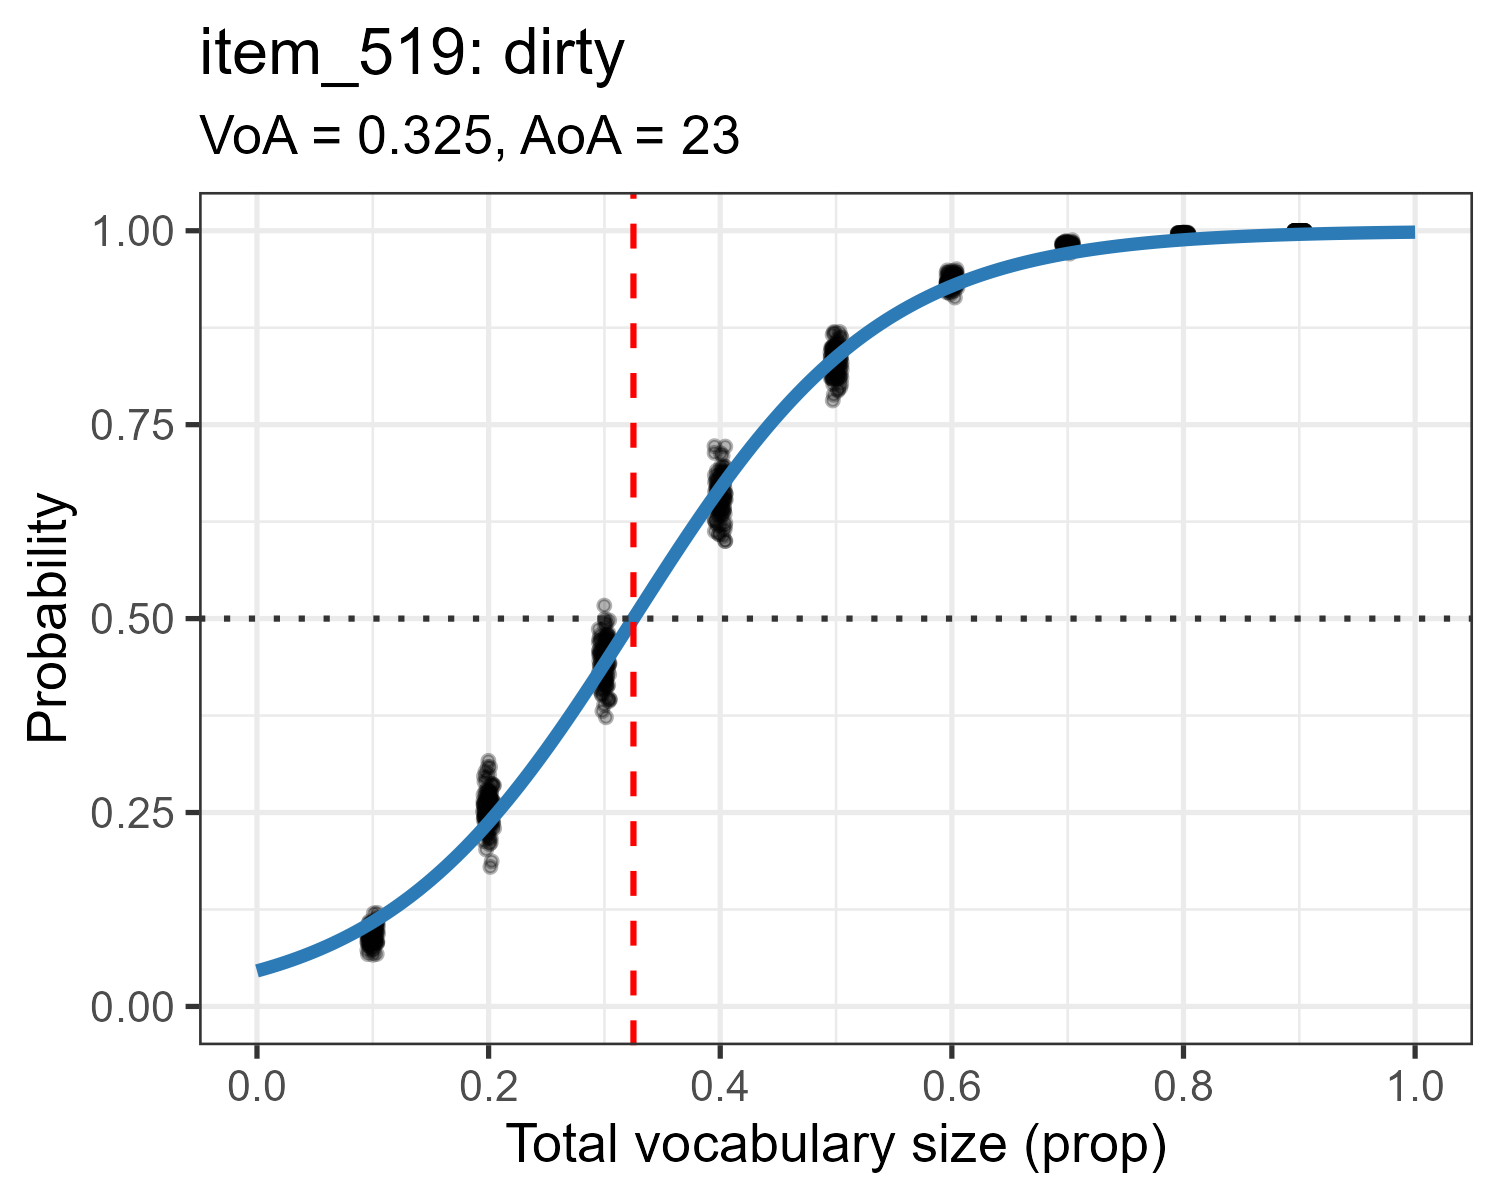 item_519: dirty
VoA = 0.325, AoA = 23
1.00
0.75
0.50
0.25
0.00
Probability
0.0 0.2 0.4 0.6 0.8 1.0
Total vocabulary size (prop)